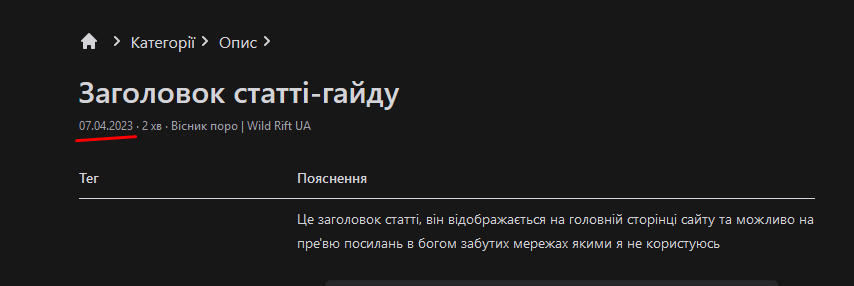 Категорії Опис
Заголовок статті-гайду
07.04.2023 · 2 хв · Вісник поро | Wild Rift UA
Тег Пояснення
Це заголовок статті, він відображається на головній сторінці сайту та можливо на
пре'вю посилань в богом забутих мережах якими я не користуюсь